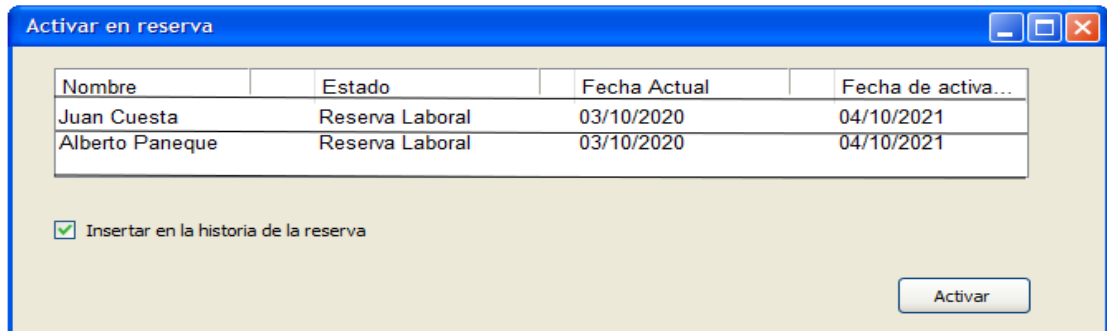 Activar en reserva
Nombre Estado Fecha Actual Fecha de activa...
Juan Cuesta Reserva Laboral 03/10/2020 04/10/2021
Alberto Paneque Reserva Laboral 03/10/2020 04/10/2021
Insertar en la historia de la reserva
Activar